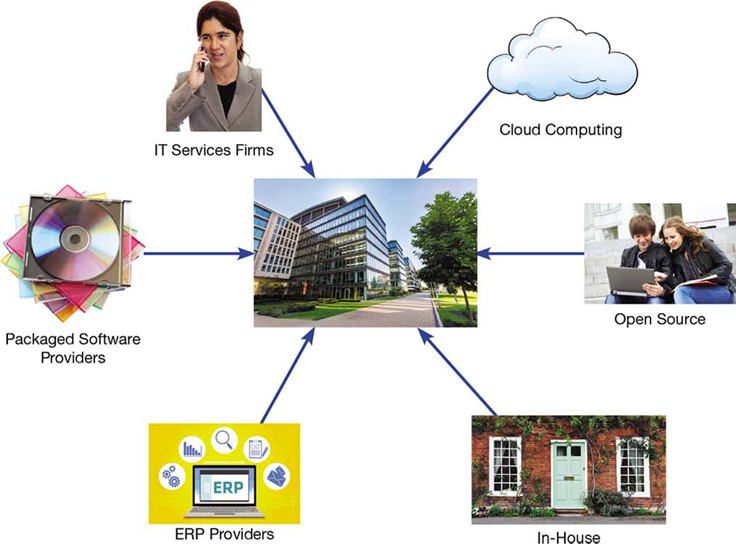 IT Services Firms
Cloud Computing
Packaged Software
Providers
Open Source
ERP
ERP Providers
In-House